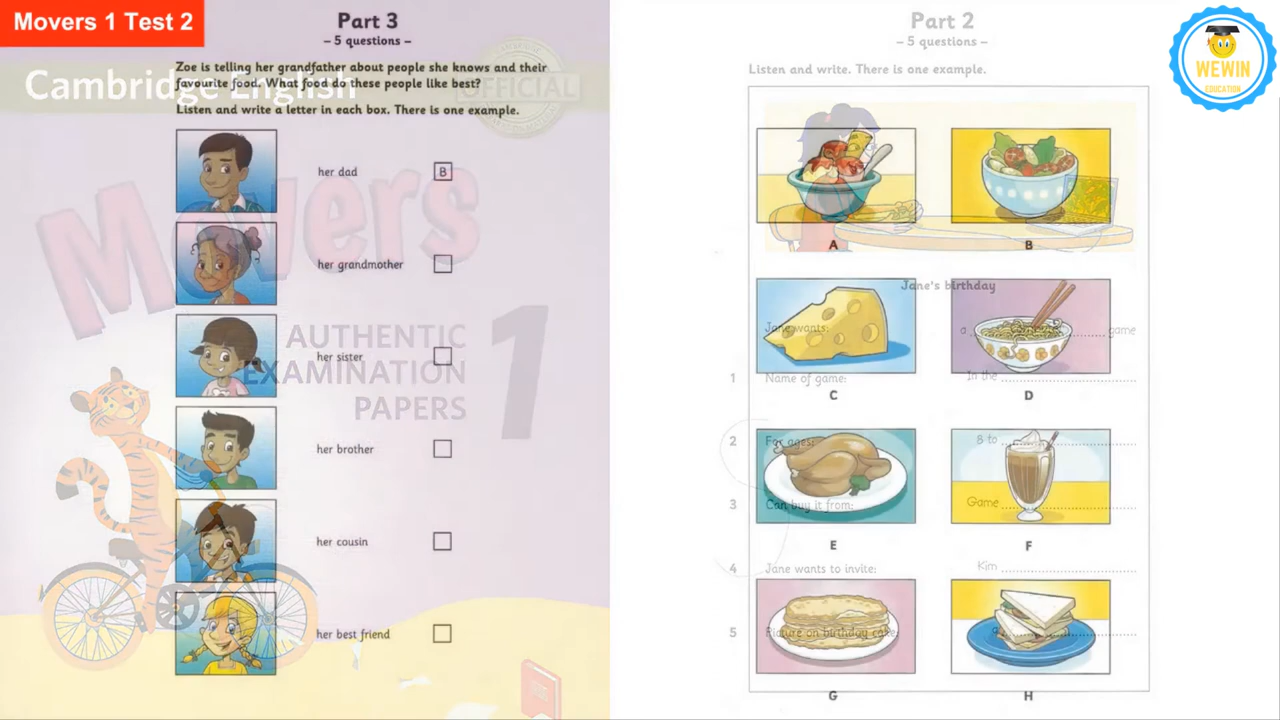 Movers 1 Test 2
Part 3
– 5 questions –
Zoe is telling her grandfather about people she knows and their
favourite food. What food do these people like best?
Listen and write a letter in each box. There is one example.
Cambridge English
OFFICIAL
Movers
1
AUTHENTIC
EXAMINATION
PAPERS
her dad
B
her grandmother
her sister
her brother
her cousin
her best friend
Part 2
– 5 questions –
Listen and write. There is one example.
A
B
Jane's birthday
Jane wants:
a .................... game
C
D
1 Name of game:
In the ....................
2 For ages:
8 to ....................
3 Can buy it from:
Game ....................
E
F
4 Jane wants to invite:
Kim ....................
5 Picture on birthday cake:
G
H
WEWIN
EDUCATION